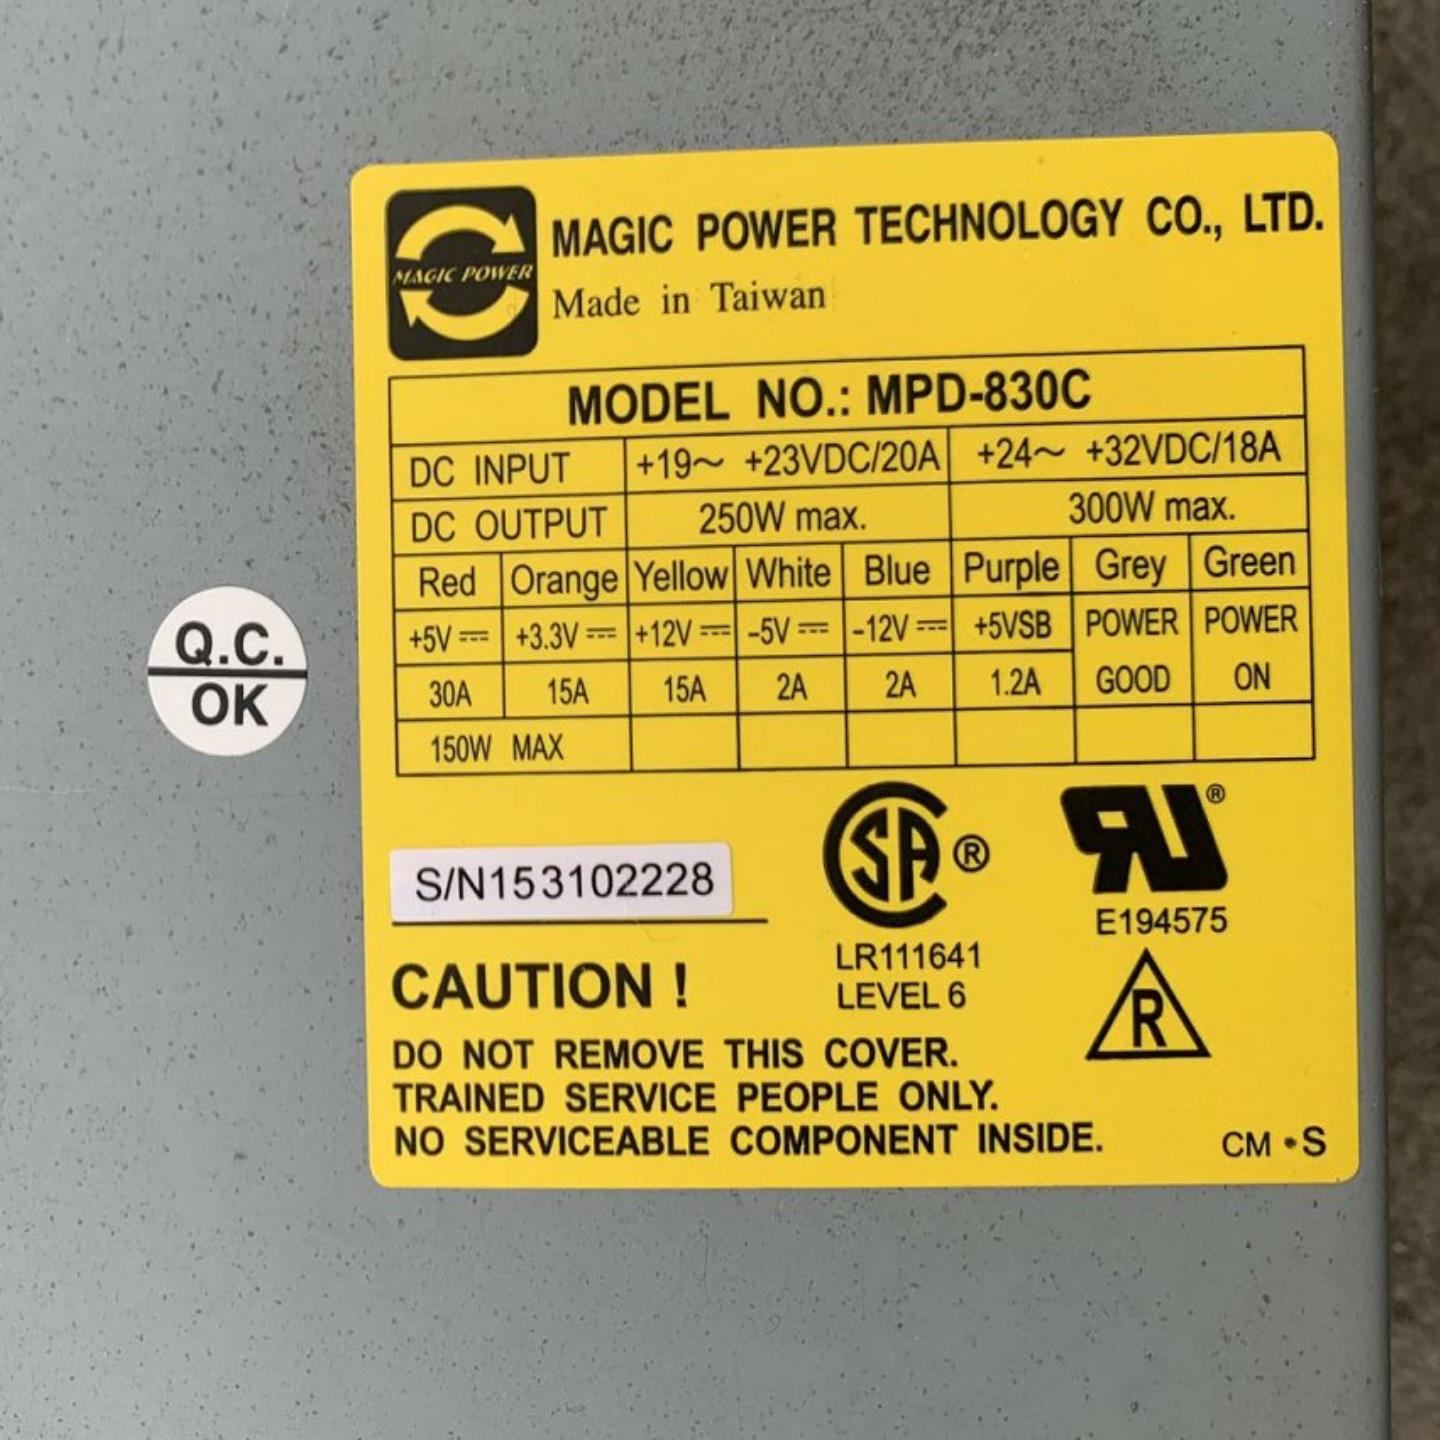 MAGIC POWER
MAGIC POWER TECHNOLOGY CO., LTD.
Made in Taiwan
MODEL NO.: MPD-830C
DC INPUT +19~ +23VDC/20A +24~ +32VDC/18A
DC OUTPUT 250W max. 300W max.
Red Orange Yellow White Blue Purple Grey Green
+5V ⎓ +3.3V ⎓ +12V ⎓ -5V ⎓ -12V ⎓ +5VSB POWER POWER
30A 15A 15A 2A 2A 1.2A GOOD ON
150W MAX
Q.C.
OK
S/N153102228
SA ®
LR111641
LEVEL 6
RU ®
E194575
R
CAUTION !
DO NOT REMOVE THIS COVER.
TRAINED SERVICE PEOPLE ONLY.
NO SERVICEABLE COMPONENT INSIDE.
CM •S